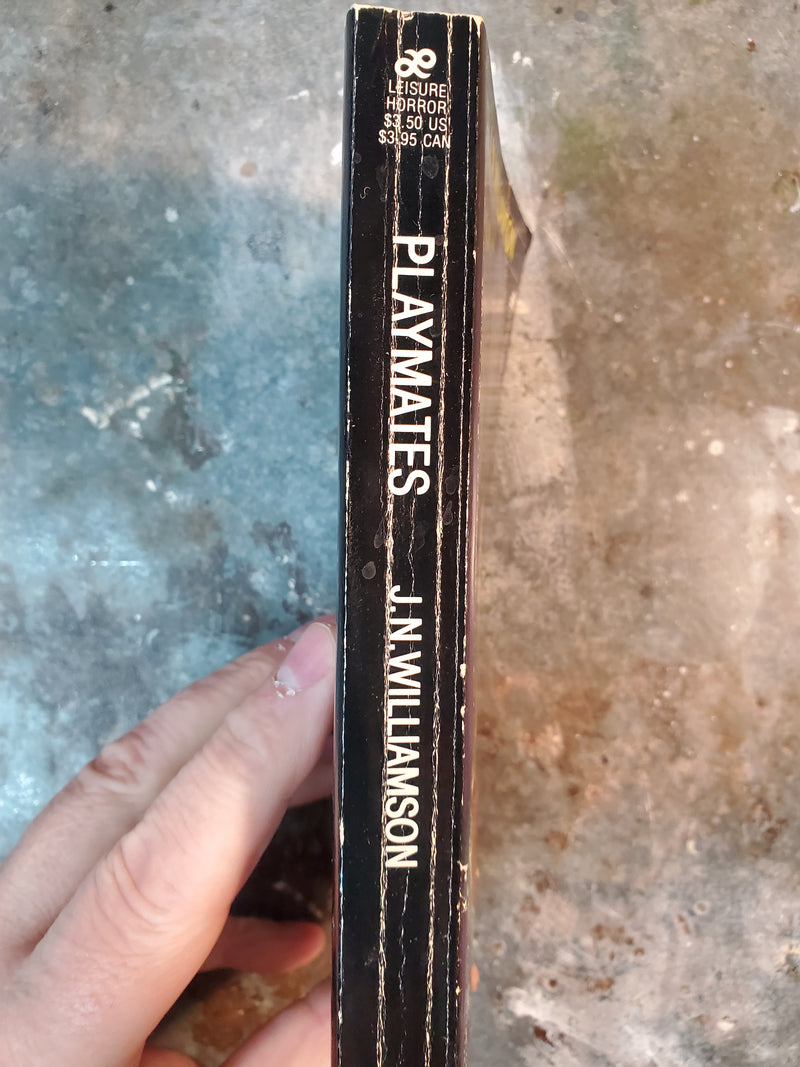 LEISURE
HORROR
$3.50 US
$3.95 CAN
PLAYMATES
J.N.WILLIAMSON